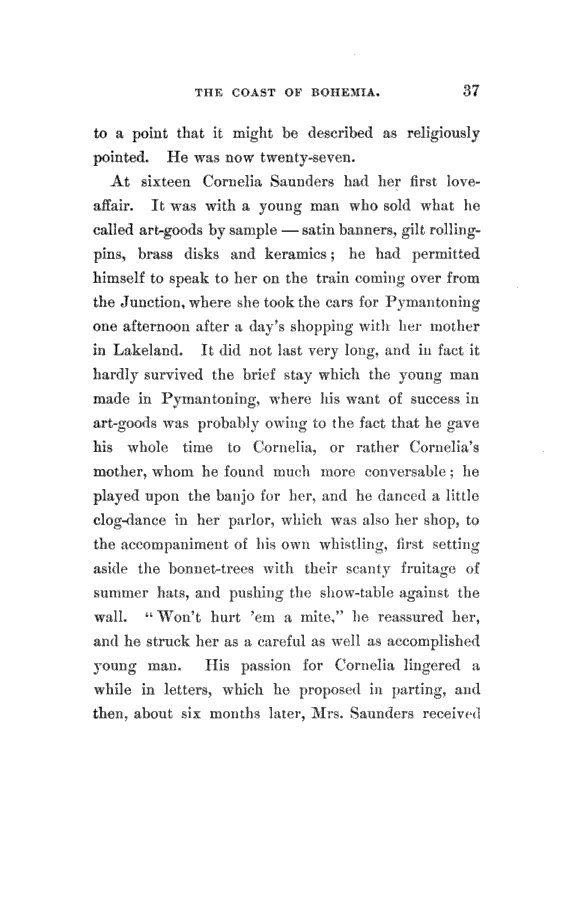 THE COAST OF BOHEMIA. 37
to a point that it might be described as religiously
pointed. He was now twenty-seven.
At sixteen Cornelia Saunders had her first love-
affair. It was with a young man who sold what he
called art-goods by sample — satin banners, gilt rolling-
pins, brass disks and keramics; he had permitted
himself to speak to her on the train coming over from
the Junction, where she took the cars for Pymantoning
one afternoon after a day's shopping with her mother
in Lakeland. It did not last very long, and in fact it
hardly survived the brief stay which the young man
made in Pymantoning, where his want of success in
art-goods was probably owing to the fact that he gave
his whole time to Cornelia, or rather Cornelia's
mother, whom he found much more conversable; he
played upon the banjo for her, and he danced a little
clog-dance in her parlor, which was also her shop, to
the accompaniment of his own whistling, first setting
aside the bonnet-trees with their scanty fruitage of
summer hats, and pushing the show-table against the
wall. "Won't hurt 'em a mite," he reassured her,
and he struck her as a careful as well as accomplished
young man. His passion for Cornelia lingered a
while in letters, which he proposed in parting, and
then, about six months later, Mrs. Saunders received